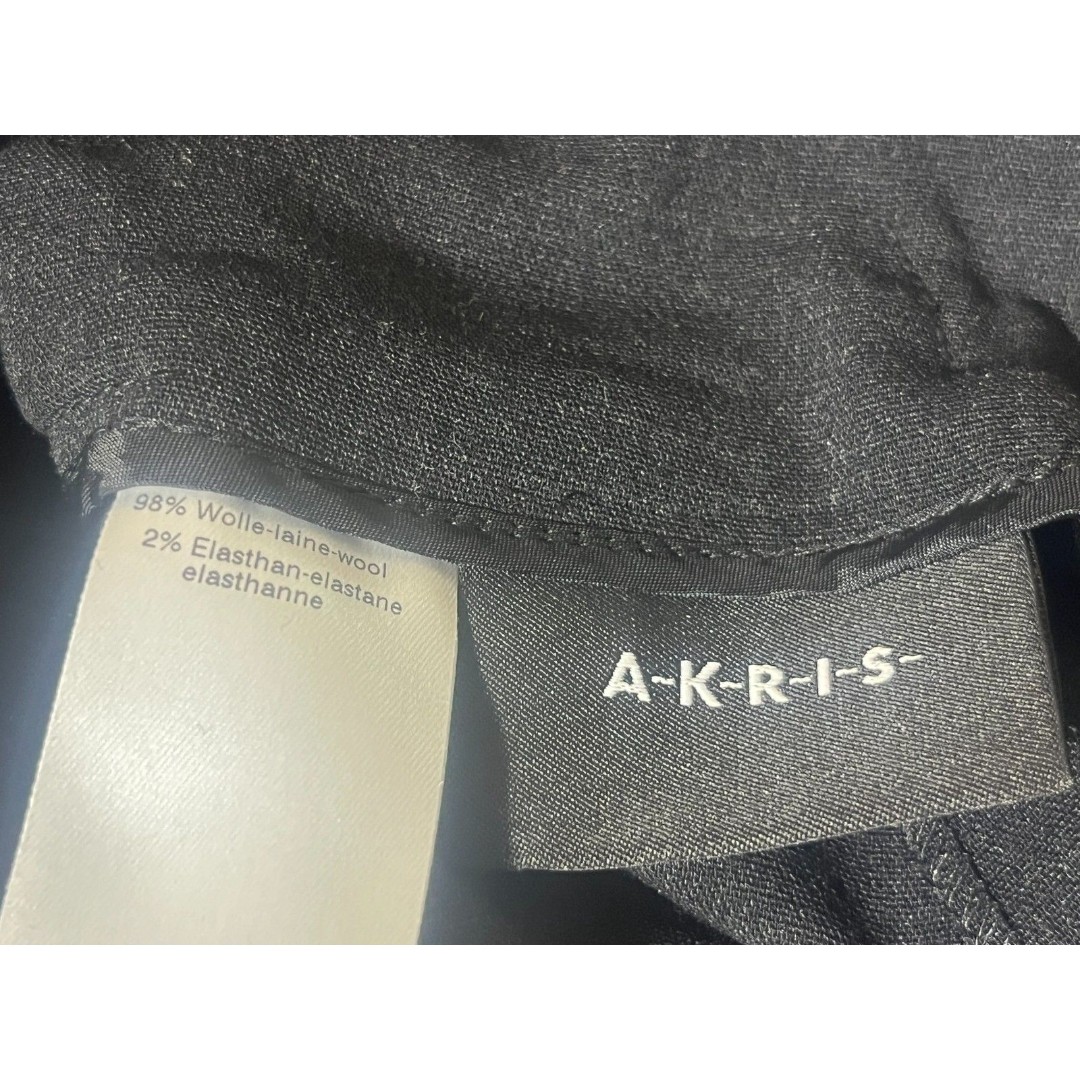 98% Wolle-laine-wool
2% Elasthan-elastane
elasthanne
A-K-R-I-S-